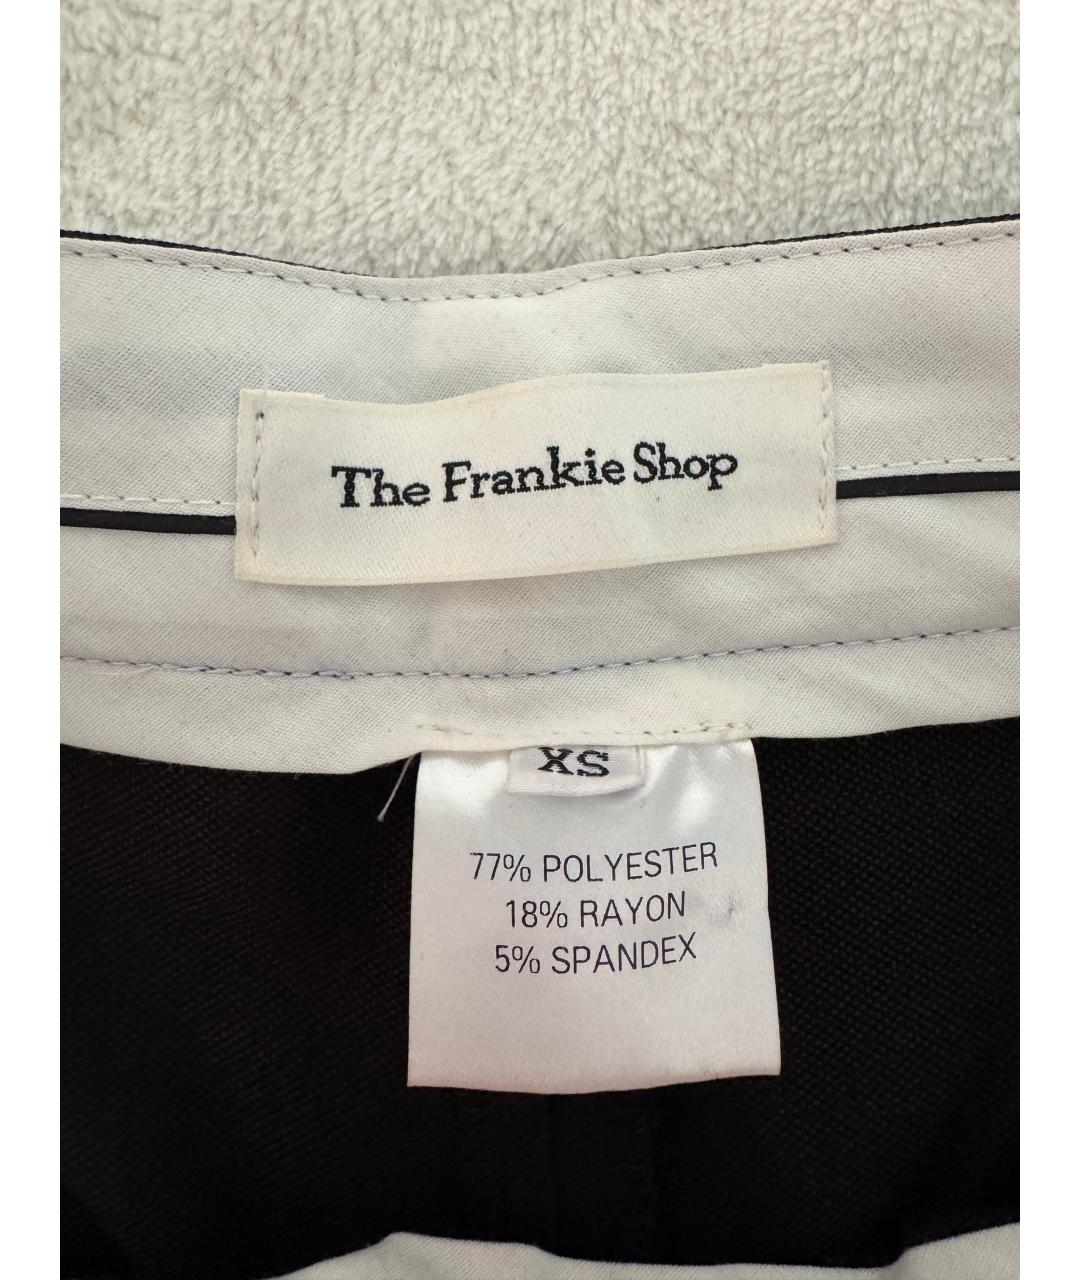 The Frankie Shop
XS
77% POLYESTER
18% RAYON
5% SPANDEX